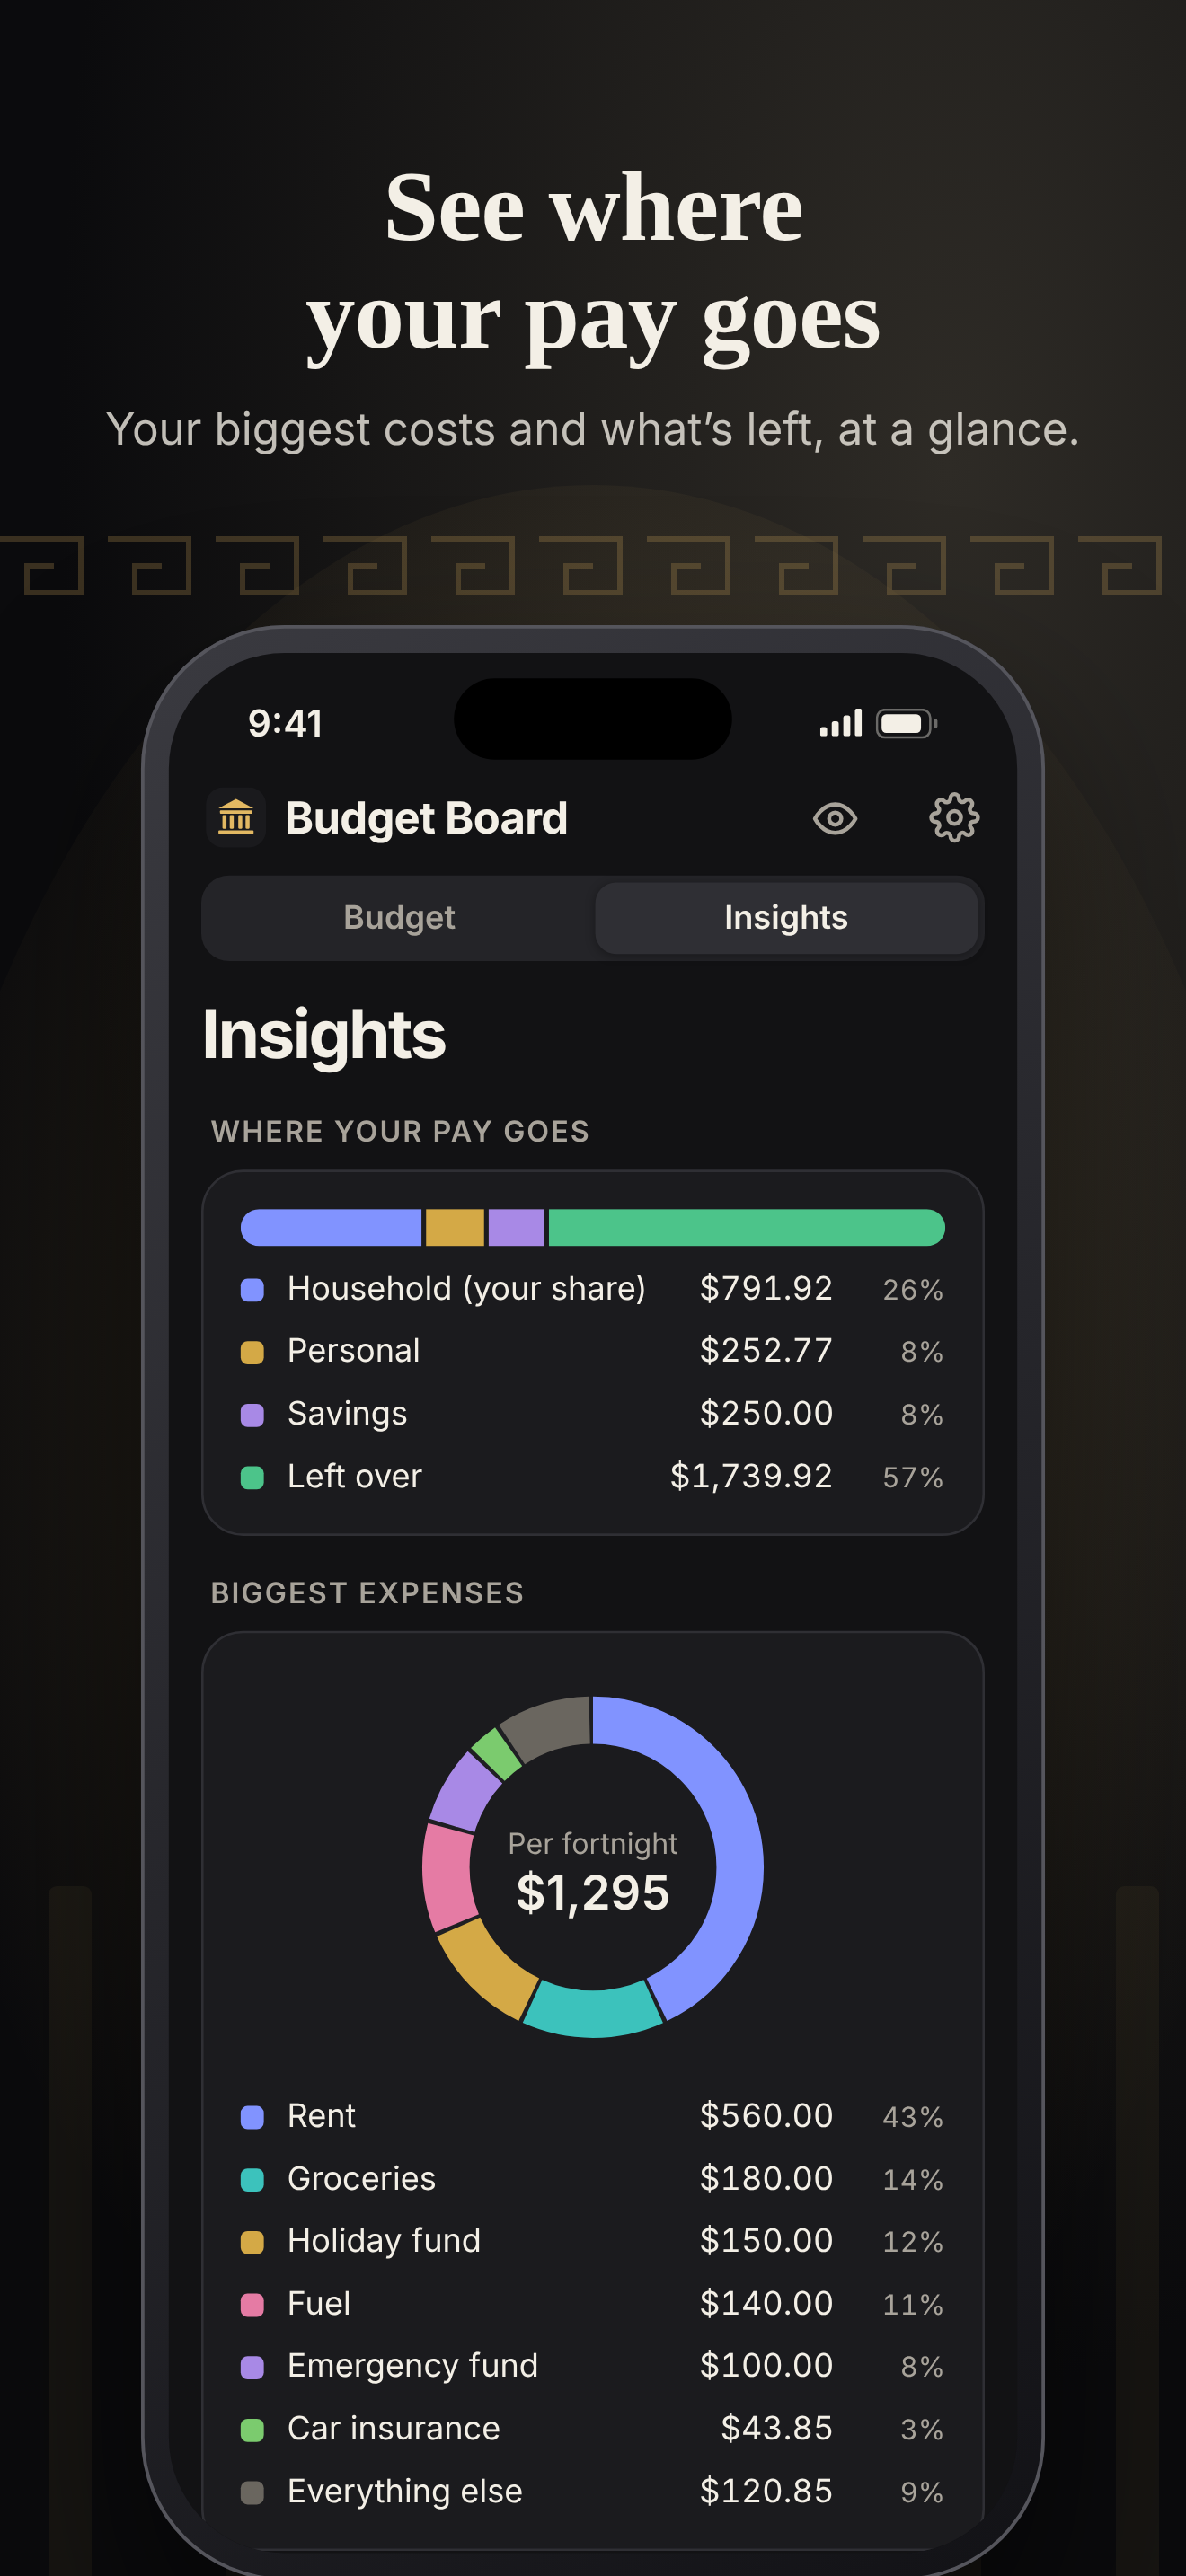 See where
your pay goes
Your biggest costs and what’s left, at a glance.
9:41
Budget Board
Budget Insights
Insights
WHERE YOUR PAY GOES
Household (your share) $791.92 26%
Personal $252.77 8%
Savings $250.00 8%
Left over $1,739.92 57%
BIGGEST EXPENSES
Per fortnight
$1,295
Rent $560.00 43%
Groceries $180.00 14%
Holiday fund $150.00 12%
Fuel $140.00 11%
Emergency fund $100.00 8%
Car insurance $43.85 3%
Everything else $120.85 9%